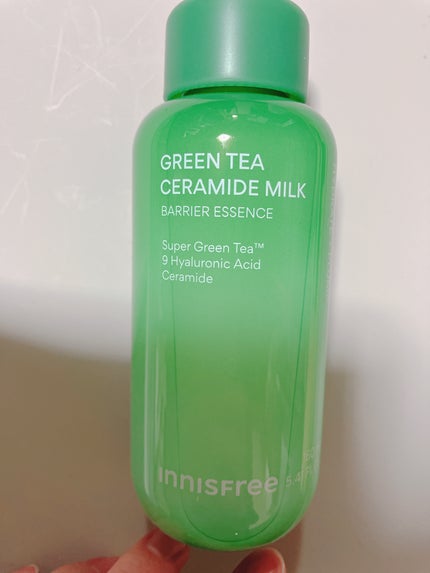 GREEN TEA
CERAMIDE MILK
BARRIER ESSENCE
Super Green Tea™
9 Hyaluronic Acid
Ceramide
innisfree